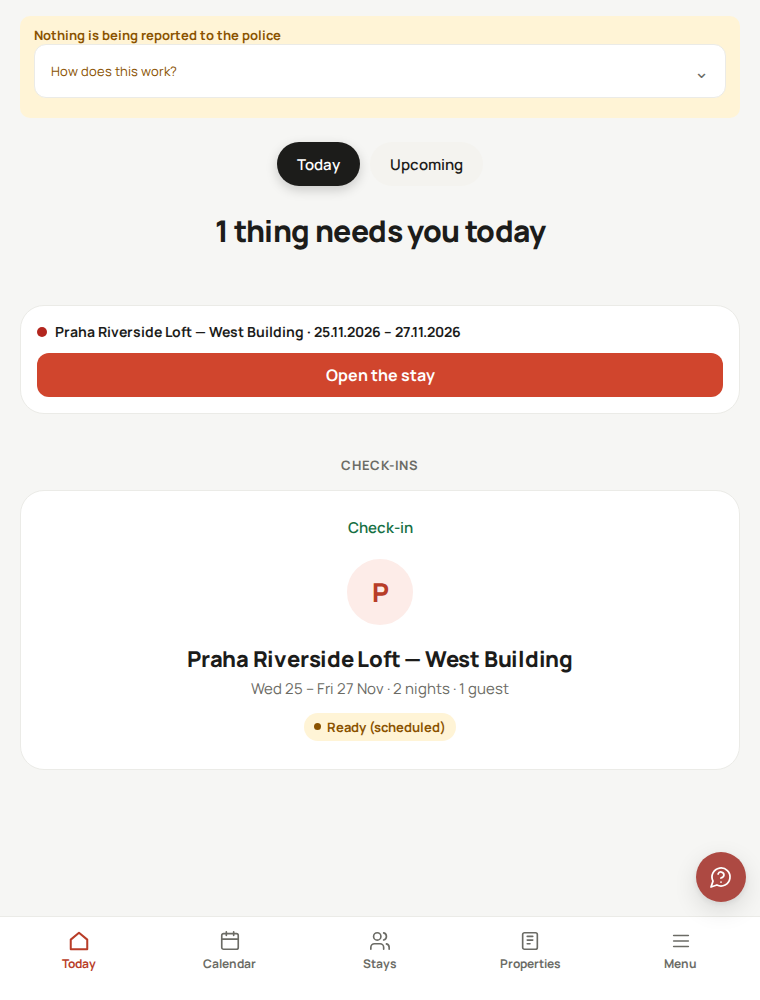 Nothing is being reported to the police
How does this work?
Today
Upcoming
1 thing needs you today
Praha Riverside Loft — West Building · 25.11.2026 – 27.11.2026
Open the stay
CHECK-INS
Check-in
P
Praha Riverside Loft — West Building
Wed 25 – Fri 27 Nov · 2 nights · 1 guest
Ready (scheduled)
Today
Calendar
Stays
Properties
Menu